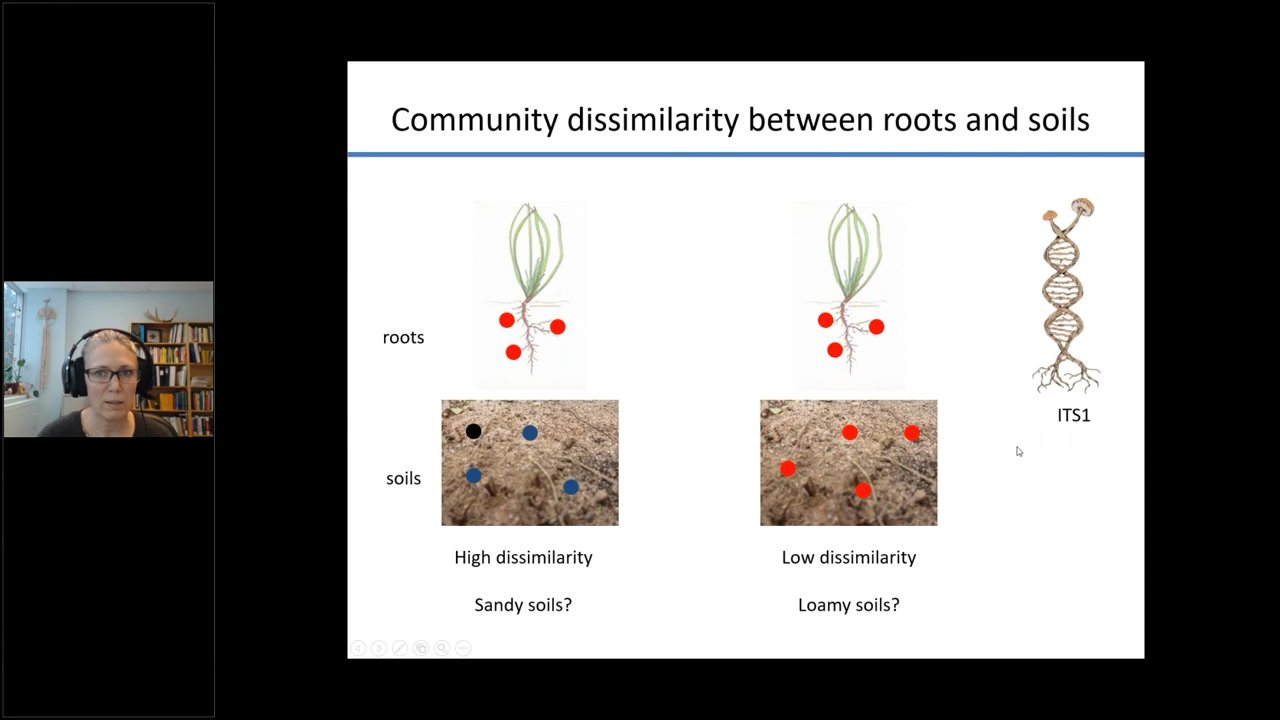 Community dissimilarity between roots and soils
roots
ITS1
soils
High dissimilarity
Low dissimilarity
Sandy soils?
Loamy soils?